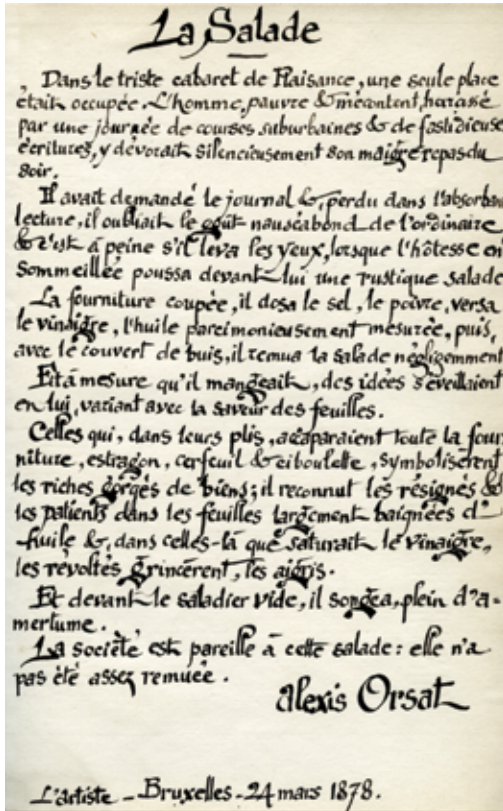 La Salade
Dans le triste cabaret de Plaisance, une seule place
était occupée. L'homme, pauvre & mécontent, harassé
par une journée de courses suburbaines & de fastidieuse
écritures, y dévorait silencieusement son maigre repas du
soir.
Il avait demandé le journal &, perdu dans l'absorban
lecture, il oubliait le goût nauséabond de l'ordinaire
& c'est à peine s'il leva les yeux, lorsque l'hôtesse en
sommeillée poussa devant lui une rustique salade
La fourniture coupée, il dosa le sel, le poivre, versa
le vinaigre, l'huile parcimonieusement mesurée, puis,
avec le couvert de buis, il remua la salade négligemment
Et à mesure qu'il mangeait, des idées s'éveillaient
en lui, variant avec la saveur des feuilles.
Celles qui, dans leurs plis, accaparaient toute la four
niture, estragon, cerfeuil & ciboulette, symbolisèrent
les riches gorgés de biens; il reconnut les résignés &
les patients dans les feuilles largement baignées d'
huile &, dans celles-là que saturait le vinaigre,
les révoltés grincèrent, les aigris.
Et devant le saladier vide, il songea, plein d'a-
mertume.
La société est pareille à cette salade: elle n'a
pas été assez remuée.
Alexis Orsat
L'artiste - Bruxelles - 24 mars 1878.